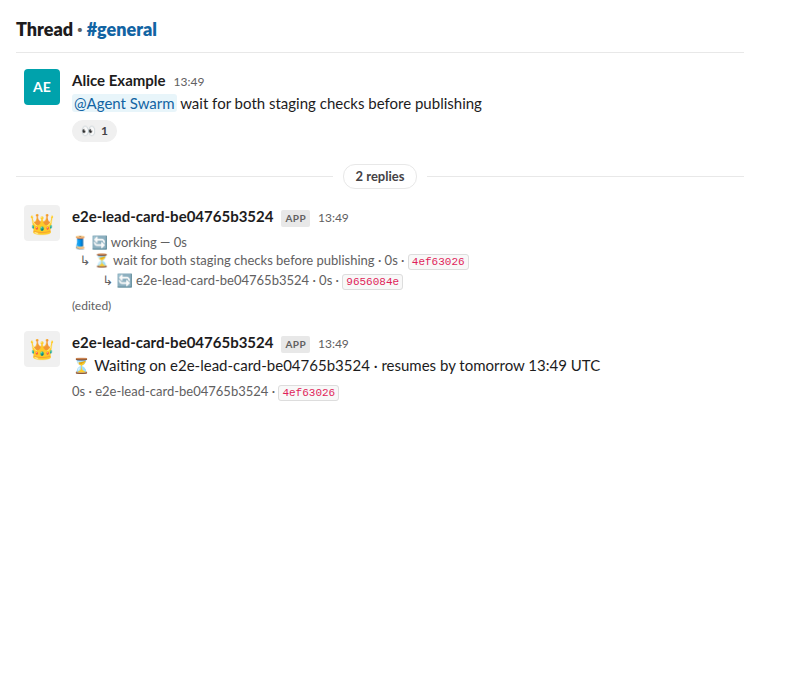 Thread • #general
AE
Alice Example 13:49
@Agent Swarm wait for both staging checks before publishing
👀 1
2 replies
e2e-lead-card-be04765b3524 APP 13:49
🧵 🔄 working — 0s
↳ ⏳ wait for both staging checks before publishing · 0s · 4ef63026
↳ 🔄 e2e-lead-card-be04765b3524 · 0s · 9656084e
(edited)
e2e-lead-card-be04765b3524 APP 13:49
⏳ Waiting on e2e-lead-card-be04765b3524 · resumes by tomorrow 13:49 UTC
0s · e2e-lead-card-be04765b3524 · 4ef63026